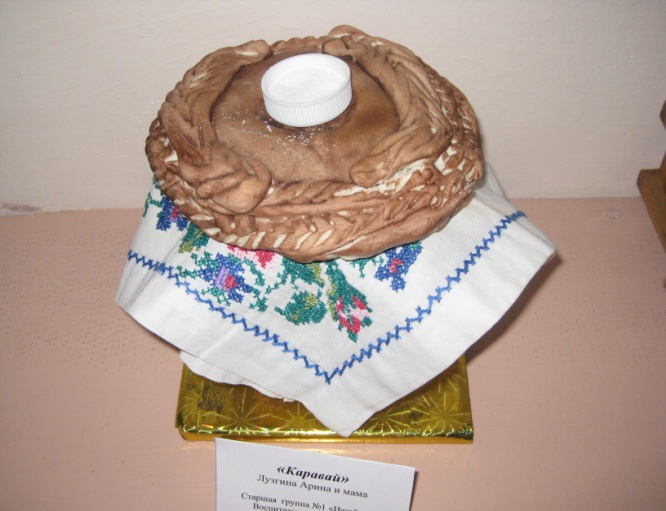 «Каравай»
Лузгина Арина и мама
Старшая группа №1